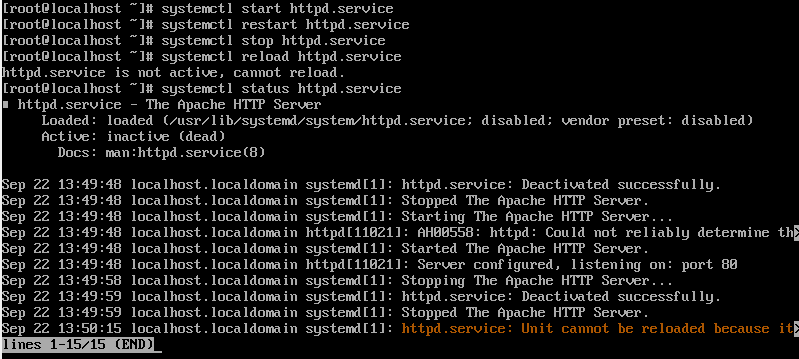 [root@localhost ~]# systemctl start httpd.service
[root@localhost ~]# systemctl restart httpd.service
[root@localhost ~]# systemctl stop httpd.service
[root@localhost ~]# systemctl reload httpd.service
httpd.service is not active, cannot reload.
[root@localhost ~]# systemctl status httpd.service
■ httpd.service - The Apache HTTP Server
     Loaded: loaded (/usr/lib/systemd/system/httpd.service; disabled; vendor preset: disabled)
     Active: inactive (dead)
       Docs: man:httpd.service(8)

Sep 22 13:49:48 localhost.localdomain systemd[1]: httpd.service: Deactivated successfully.
Sep 22 13:49:48 localhost.localdomain systemd[1]: Stopped The Apache HTTP Server.
Sep 22 13:49:48 localhost.localdomain systemd[1]: Starting The Apache HTTP Server...
Sep 22 13:49:48 localhost.localdomain httpd[11021]: AH00558: httpd: Could not reliably determine th>
Sep 22 13:49:48 localhost.localdomain systemd[1]: Started The Apache HTTP Server.
Sep 22 13:49:48 localhost.localdomain httpd[11021]: Server configured, listening on: port 80
Sep 22 13:49:58 localhost.localdomain systemd[1]: Stopping The Apache HTTP Server...
Sep 22 13:49:59 localhost.localdomain systemd[1]: httpd.service: Deactivated successfully.
Sep 22 13:49:59 localhost.localdomain systemd[1]: Stopped The Apache HTTP Server.
Sep 22 13:50:15 localhost.localdomain systemd[1]: httpd.service: Unit cannot be reloaded because it>
lines 1-15/15 (END)